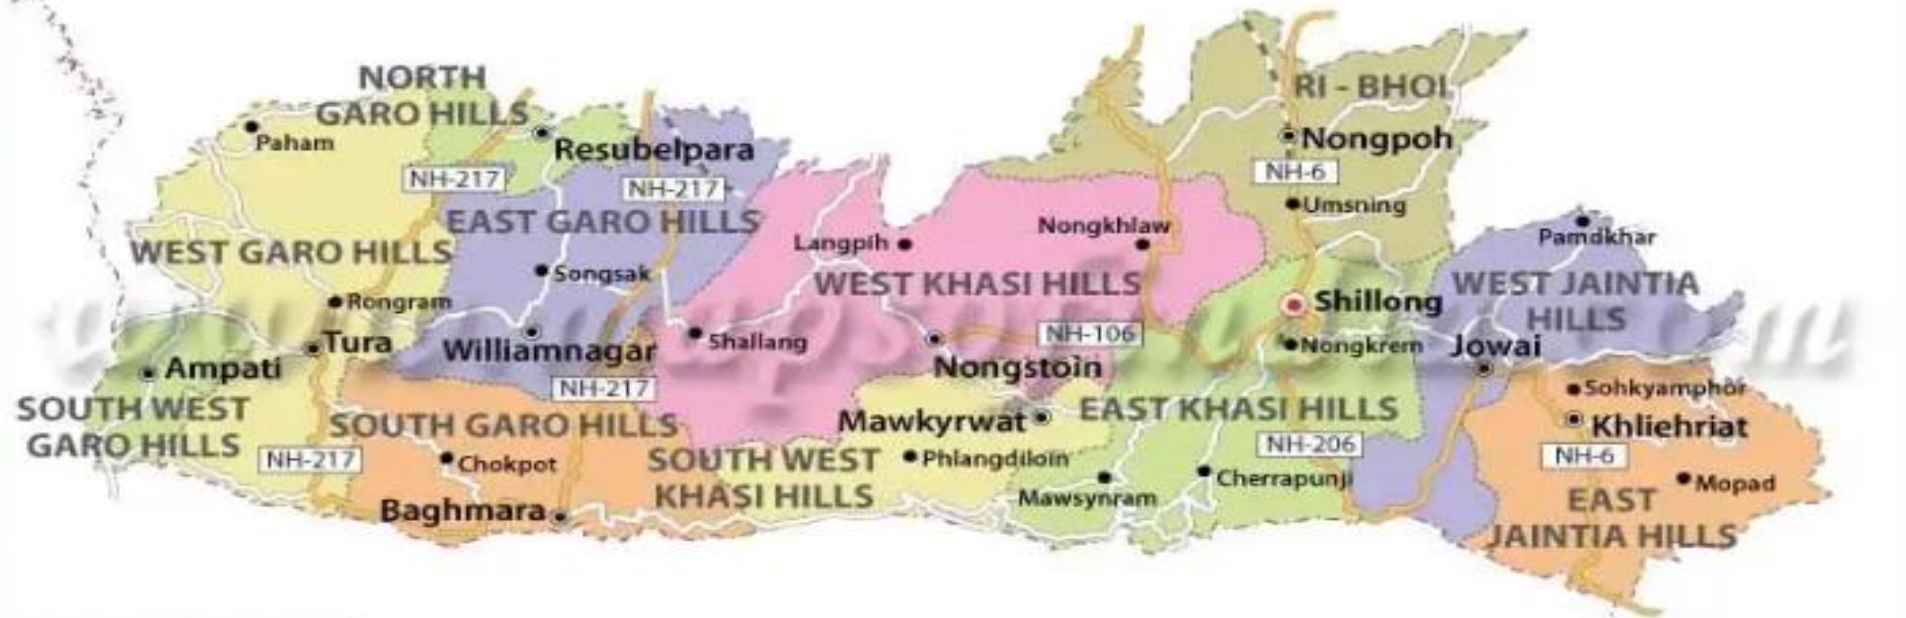 NORTH
GARO HILLS
RI - BHOI
Paham
Resubelpara
Nongpoh
NH-217
NH-217
NH-6
Umsning
EAST GARO HILLS
Nongkhlaw
Langpih
Pamdkhar
WEST GARO HILLS
Songsak
WEST KHASI HILLS
WEST JAINTIA
HILLS
Rongram
Shillong
Tura
Williamnagar
Shallang
NH-106
Nongkrem
Jowai
Ampati
Nongstoin
NH-217
Sohkyamphor
SOUTH WEST
GARO HILLS
SOUTH GARO HILLS
Mawkyrwat
EAST KHASI HILLS
Khliehriat
NH-217
Chokpot
SOUTH WEST
KHASI HILLS
Phlangdiloin
NH-206
NH-6
Mawsynram
Cherrapunji
Mopad
Baghmara
EAST
JAINTIA HILLS